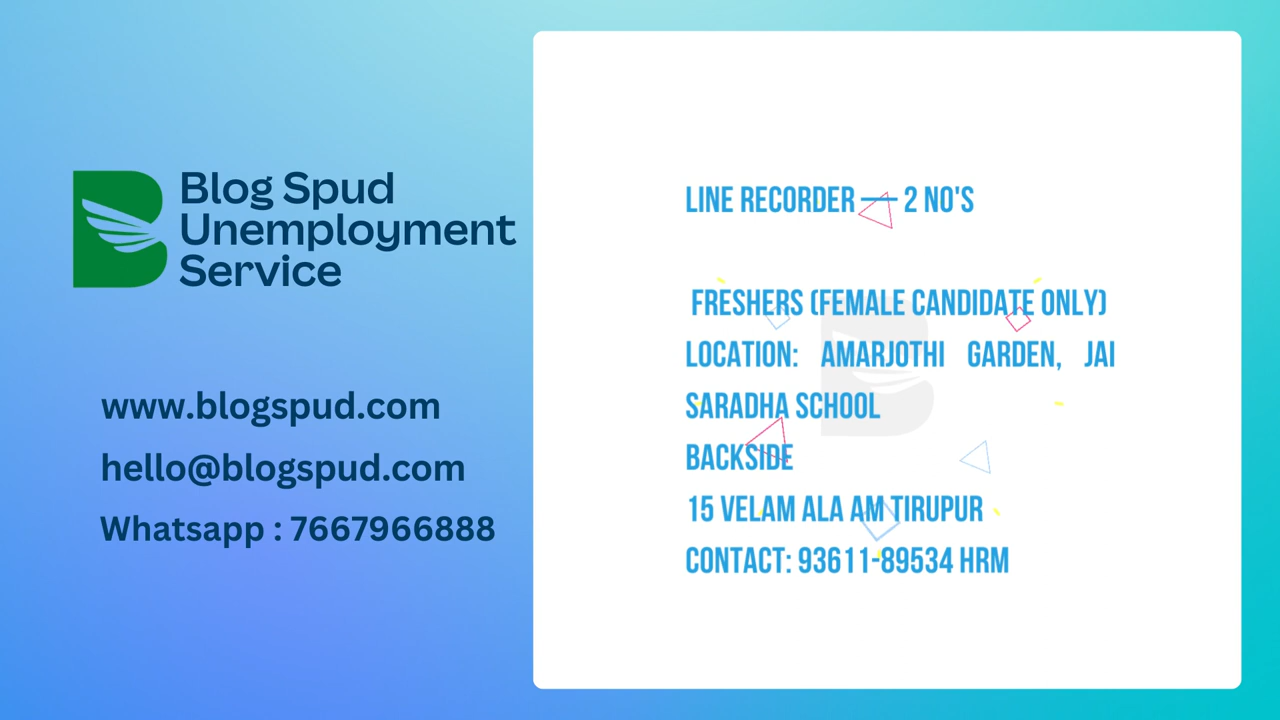 Blog Spud
Unemployment
Service
www.blogspud.com
hello@blogspud.com
Whatsapp : 7667966888
LINE RECORDER — 2 NO'S
FRESHERS (FEMALE CANDIDATE ONLY)
LOCATION: AMARJOTHI GARDEN, JAI
SARADHA SCHOOL
BACKSIDE
15 VELAM ALA AM TIRUPUR
CONTACT: 93611-89534 HRM